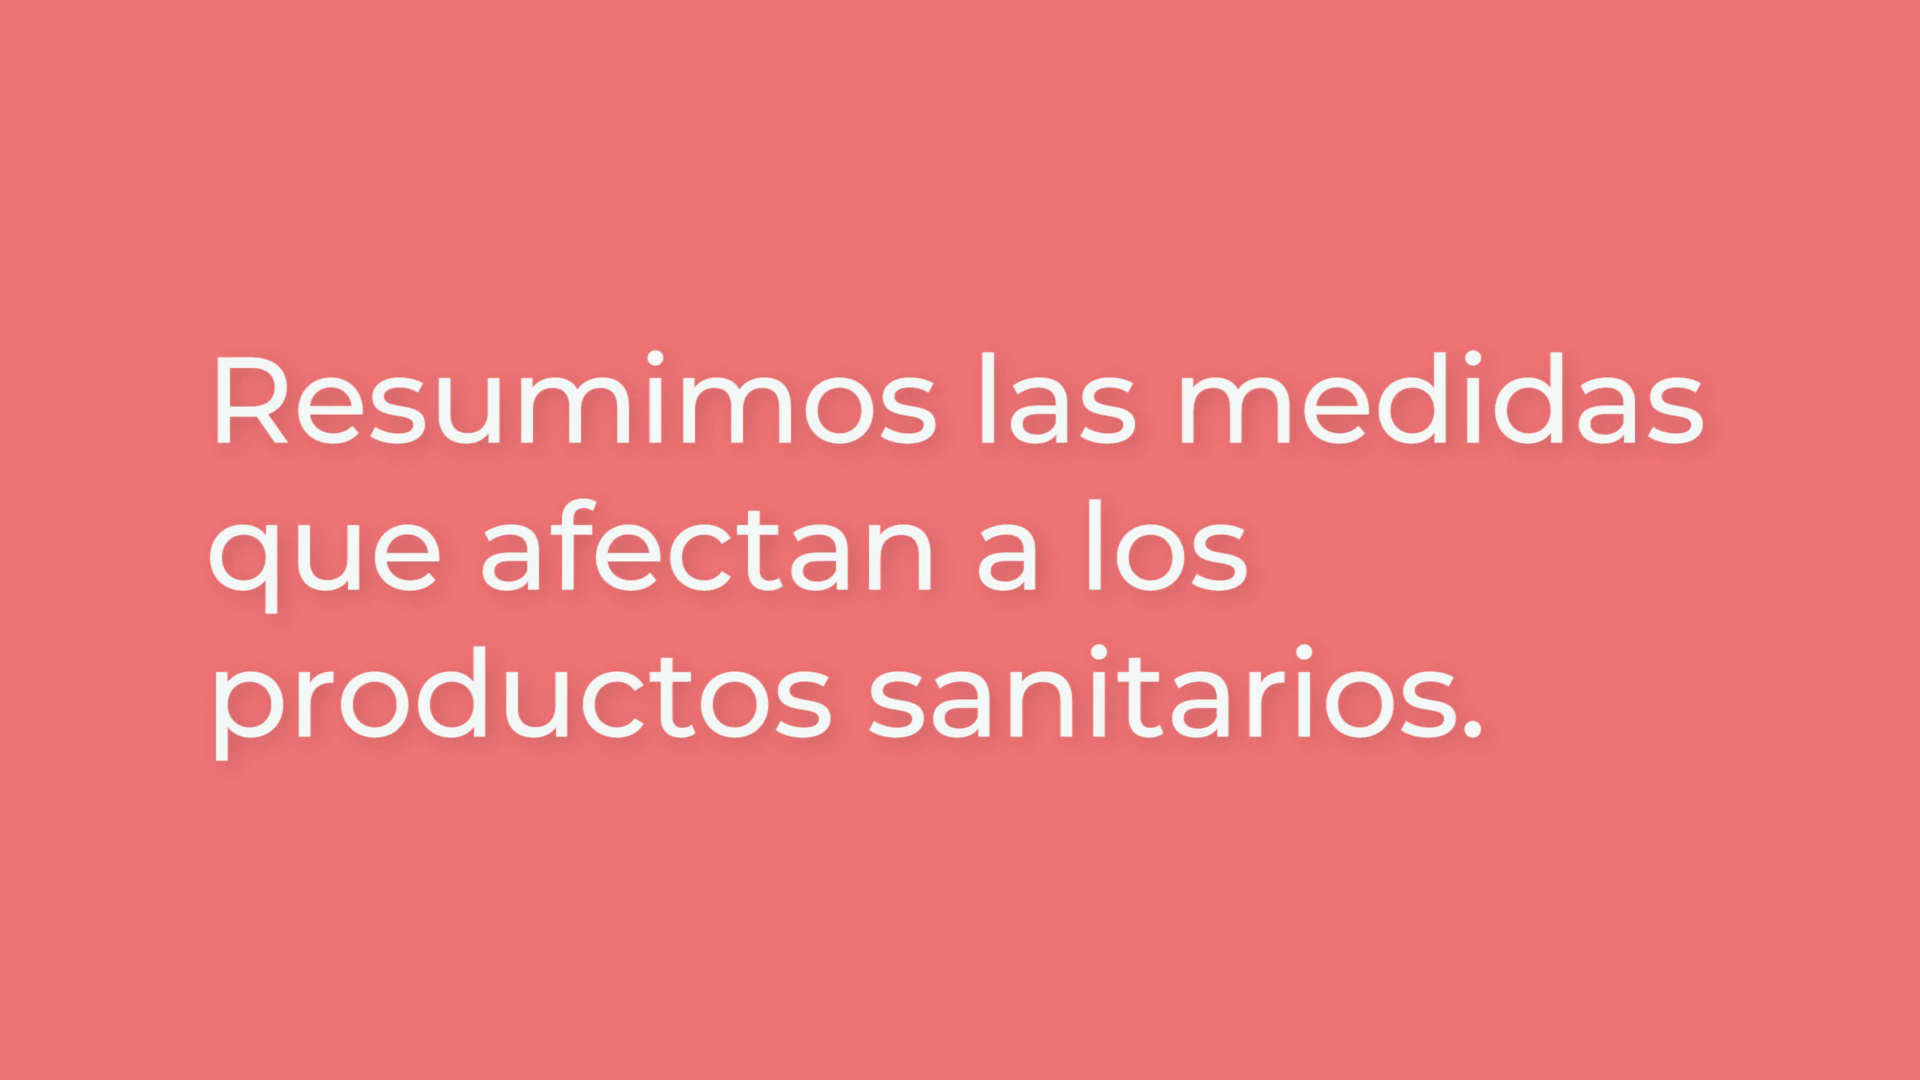 Resumimos las medidas
que afectan a los
productos sanitarios.